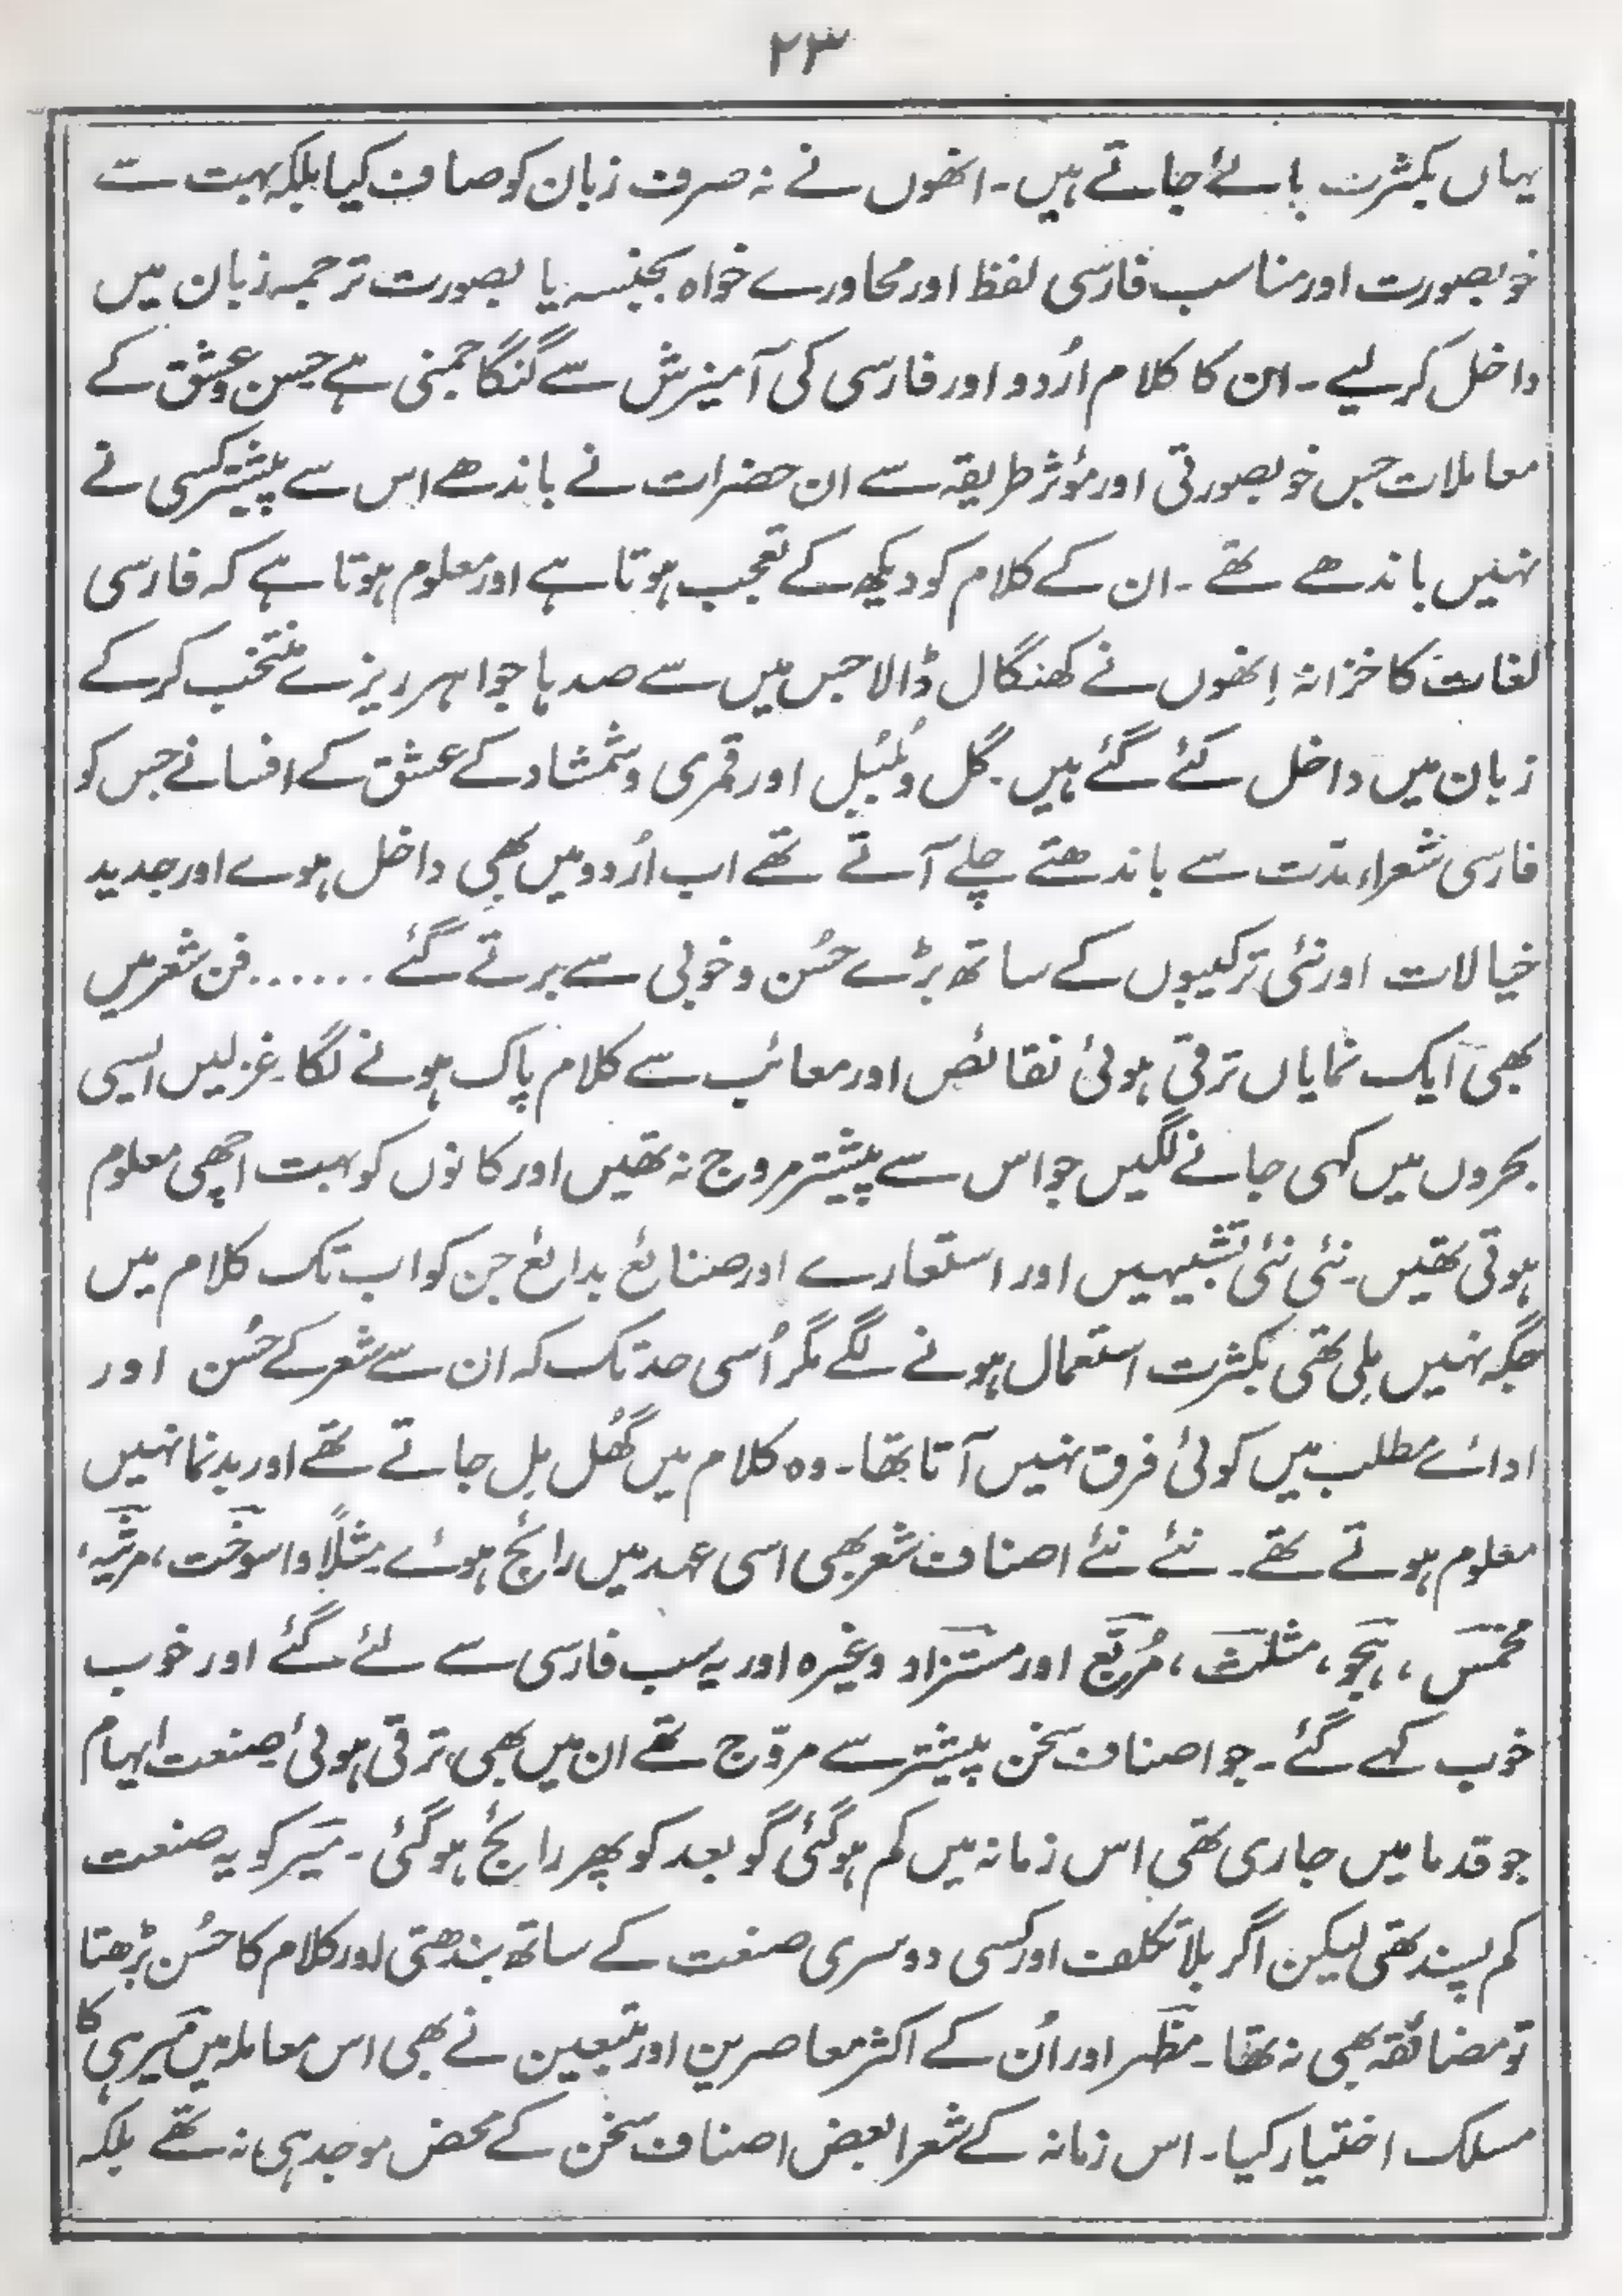 ۲۳
یہاں بکثرت پائے جاتے ہیں۔ انھوں نے نہ صرف زبان کو صاف کیا بلکہ بہت سے
خوبصورت اور مناسب فارسی لفظ اور محاورے خواہ بجنسہ یا بصورت ترجمہ زبان میں
داخل کر لیے۔ ان کا کلام اُردو اور فارسی کی آمیزش سے گنگا جمنی ہے حسن و عشق کے
معاملات جس خوبصورتی اور مؤثر طریقہ سے ان حضرات نے باندھے اس سے پیشتر کسی نے
نہیں باندھے تھے۔ ان کے کلام کو دیکھ کے تعجب ہوتا ہے اور معلوم ہوتا ہے کہ فارسی
لغات کا خزانہ اِنھوں نے کھنگال ڈالا جس میں سے صدہا جواہر ریزے منتخب کر کے
زبان میں داخل کئے گئے ہیں۔ گل و بُلبُل اور قمری و شمشاد کے عشق کے افسانے جس کو
فارسی شعراء مدّت سے باندھتے چلے آتے تھے اب اُردو میں بھی داخل ہوے اور جدید
خیالات اور نئی ترکیبوں کے ساتھ بڑے حُسن و خوبی سے برتے گئے ...... فن شعر میں
بھی ایک نمایاں ترقی ہوئی نقائص اور معائب سے کلام پاک ہونے لگا۔ غزلیں ایسی
بحروں میں کہی جانے لگیں جو اس سے پیشتر مروج نہ تھیں اور کانوں کو بہت اچھی معلوم
ہوتی تھیں۔ نئی نئی تشبیہیں اور استعارے اور صنائع بدائع جن کو اب تک کلام میں
جگہ نہیں مِلی تھی بکثرت استعمال ہونے لگے مگر اُسی حد تک کہ ان سے شعر کے حُسن اور
ادائے مطلب میں کوئی فرق نہیں آتا تھا۔ وہ کلام میں گھُل مِل جاتے تھے اور بدنما نہیں
معلوم ہوتے تھے۔ نئے نئے اصناف شعر بھی اسی عہد میں رائج ہوئے۔ مثلاً واسوخت، مرثیہ،
مخمس، ہجو، مثلث، مُربّع اور مستزاد وغیرہ اور یہ سب فارسی سے لئے گئے اور خوب
خوب کہے گئے۔ جو اصناف سخن پیشتر سے مروّج تھے ان میں بھی ترقی ہوئی۔ صنعت ایہام
جو قدما میں جاری تھی اس زمانہ میں کم ہوگئی گو بعد کو پھر رائج ہوگئی۔ میر کو یہ صنعت
کم پسند تھی لیکن اگر بلا تکلف اور کسی دوسری صنعت کے ساتھ بندھتی اور کلام کا حُسن بڑھتا
تو مضائقہ بھی نہ تھا۔ مظہر اور اُن کے اکثر معاصرین اور متبعین نے بھی اس معاملہ میں میر ہی کا
مسلک اختیار کیا۔ اس زمانہ کے شعرا بعض اصناف سخن کے محض موجد ہی نہ تھے بلکہ